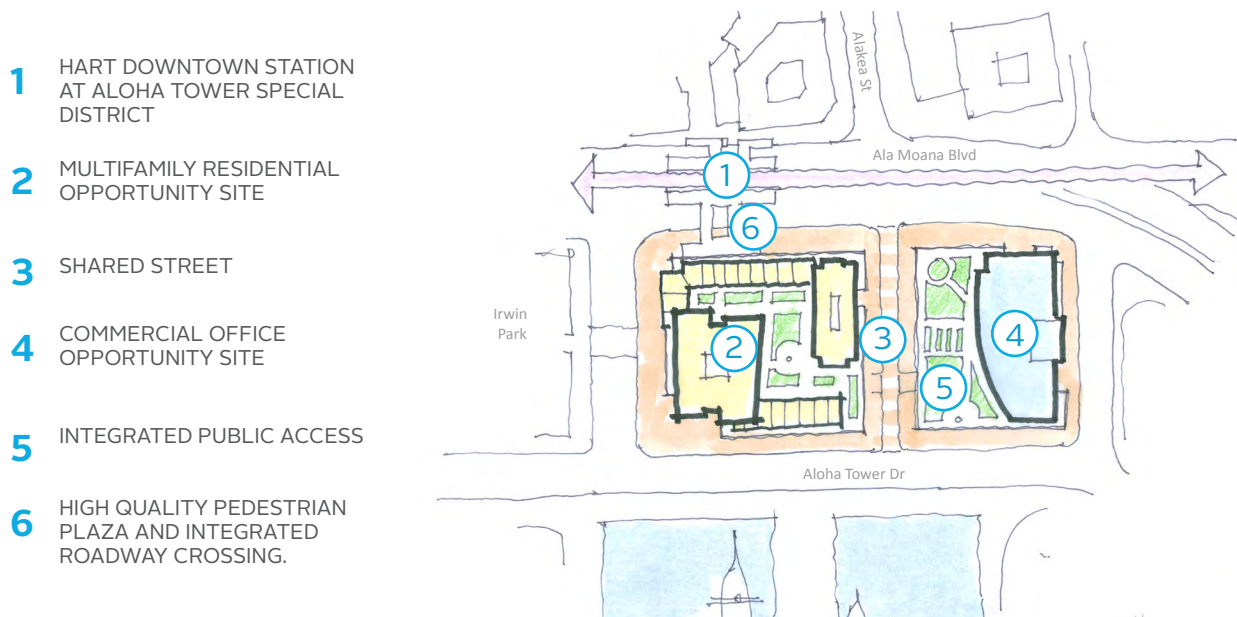 1
HART DOWNTOWN STATION
AT ALOHA TOWER SPECIAL
DISTRICT
2
MULTIFAMILY RESIDENTIAL
OPPORTUNITY SITE
3
SHARED STREET
4
COMMERCIAL OFFICE
OPPORTUNITY SITE
5
INTEGRATED PUBLIC ACCESS
6
HIGH QUALITY PEDESTRIAN
PLAZA AND INTEGRATED
ROADWAY CROSSING.
Alakea St
Ala Moana Blvd
1
6
Irwin
Park
2
3
4
5
Aloha Tower Dr